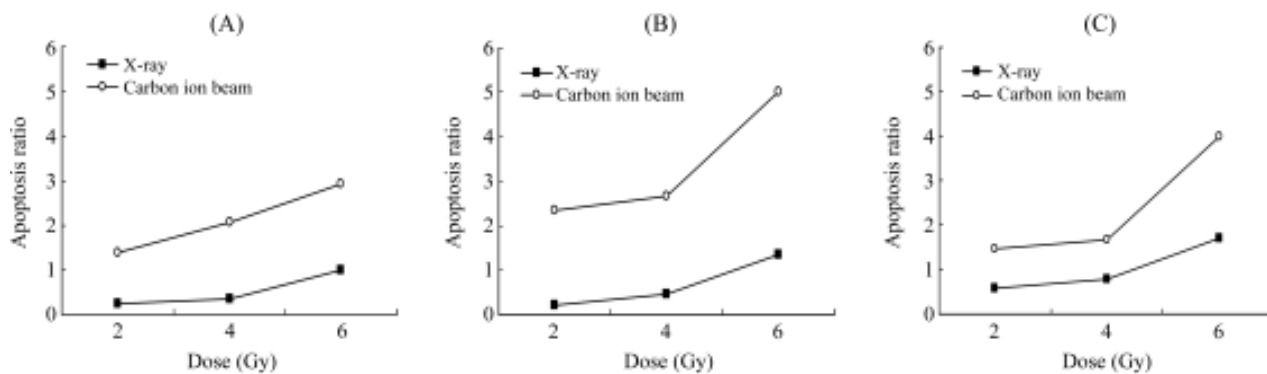 (A)
6
5
4
3
2
1
0
Apoptosis ratio
X-ray
Carbon ion beam
2
4
6
Dose (Gy)
(B)
6
5
4
3
2
1
0
Apoptosis ratio
X-ray
Carbon ion beam
2
4
6
Dose (Gy)
(C)
6
5
4
3
2
1
0
Apoptosis ratio
X-ray
Carbon ion beam
2
4
6
Dose (Gy)